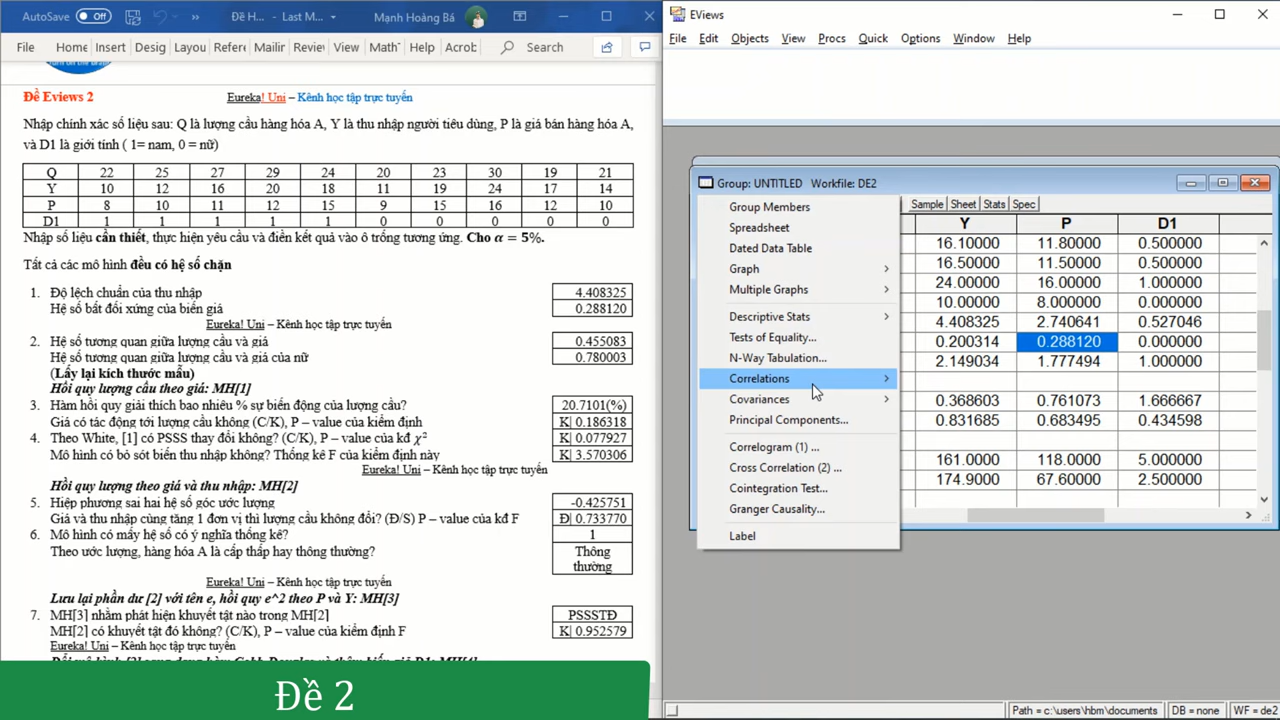 AutoSave Off Đề H... - Last M... Mạnh Hoàng Bá
File Home Insert Desig Layou Refere Mailir Reviev View Math Help Acrob Search
Đề Eviews 2 Eureka! Uni – Kênh học tập trực tuyến
Nhập chính xác số liệu sau: Q là lượng cầu hàng hóa A, Y là thu nhập người tiêu dùng, P là giá bán hàng hóa A,
và D1 là giới tính ( 1= nam, 0 = nữ)
Q 22 25 27 29 24 20 23 30 19 21
Y 10 12 16 20 18 11 19 24 17 14
P 8 10 11 12 15 9 15 16 12 10
D1 1 1 1 1 0 0 0 1 0 0
Nhập số liệu cần thiết, thực hiện yêu cầu và điền kết quả vào ô trống tương ứng. Cho α = 5%.
Tất cả các mô hình đều có hệ số chặn
1. Độ lệch chuẩn của thu nhập 4.408325
Hệ số bất đối xứng của biến giá 0.288120
Eureka! Uni – Kênh học tập trực tuyến
2. Hệ số tương quan giữa lượng cầu và giá 0.455083
Hệ số tương quan giữa lượng cầu và giá của nữ 0.780003
(Lấy lại kích thước mẫu)
Hồi quy lượng cầu theo giá: MH[1]
3. Hàm hồi quy giải thích bao nhiêu % sự biến động của lượng cầu? 20.7101(%)
Giá có tác động tới lượng cầu không (C/K), P – value của kiểm định K| 0.186318
4. Theo White, [1] có PSSS thay đổi không? (C/K), P – value của kđ χ² K| 0.077927
Mô hình có bỏ sót biến thu nhập không? Thống kê F của kiểm định này K| 3.570306
Eureka! Uni – Kênh học tập trực tuyến
Hồi quy lượng cầu theo giá và thu nhập: MH[2]
5. Hiệp phương sai hai hệ số góc ước lượng -0.425751
Giá và thu nhập cùng tăng 1 đơn vị thì lượng cầu không đổi? (Đ/S) P – value của kđ F Đ| 0.733770
6. Mô hình có mấy hệ số có ý nghĩa thống kê? 1
Theo ước lượng, hàng hóa A là cấp thấp hay thông thường? Thông
thường
Eureka! Uni – Kênh học tập trực tuyến
Lưu lại phần dư [2] với tên e, hồi quy e^2 theo P và Y: MH[3]
7. MH[3] nhằm phát hiện khuyết tật nào trong MH[2] PSSSTĐ
MH[2] có khuyết tật đó không? (C/K), P – value của kiểm định F K| 0.952579
Eureka! Uni – Kênh học tập trực tuyến
Đề 2
EViews
File Edit Objects View Procs Quick Options Window Help
Group: UNTITLED Workfile: DE2
Sample Sheet Stats Spec
Y P D1
16.10000 11.80000 0.500000
16.50000 11.50000 0.500000
24.00000 16.00000 1.000000
10.00000 8.000000 0.000000
4.408325 2.740641 0.527046
0.200314 0.288120 0.000000
2.149034 1.777494 1.000000
0.368603 0.761073 1.666667
0.831685 0.683495 0.434598
161.0000 118.0000 5.000000
174.9000 67.60000 2.500000
Group Members
Spreadsheet
Dated Data Table
Graph
Multiple Graphs
Descriptive Stats
Tests of Equality...
N-Way Tabulation...
Correlations
Covariances
Principal Components...
Correlogram (1) ...
Cross Correlation (2) ...
Cointegration Test...
Granger Causality...
Label
Path = c:\users\hbm\documents DB = none WF = de2